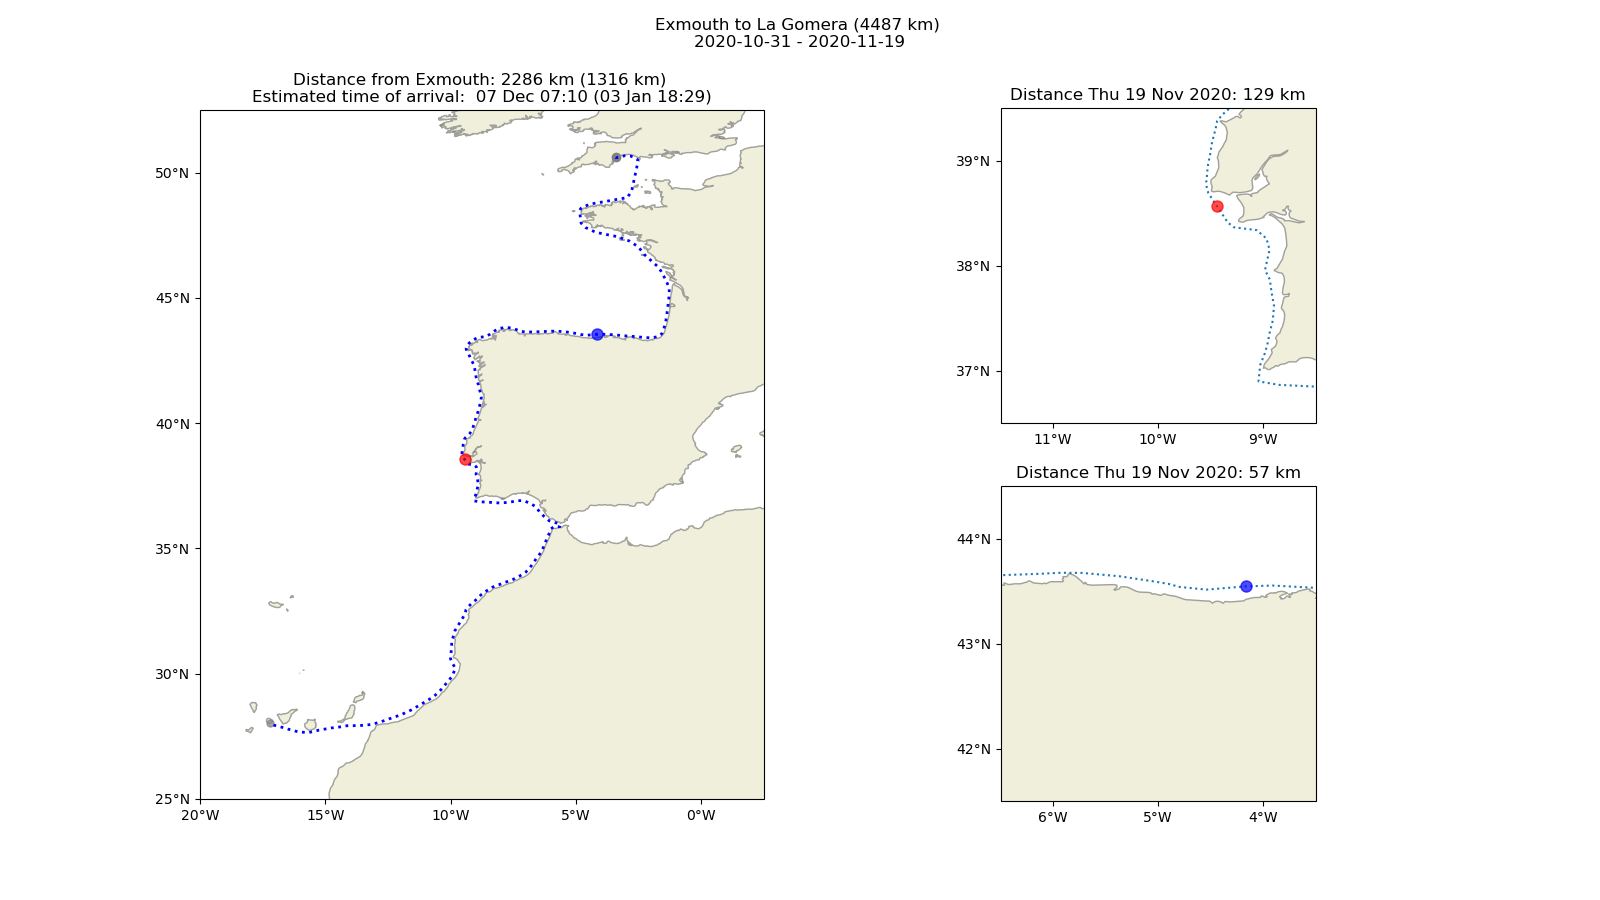 Exmouth to La Gomera (4487 km)
2020-10-31 - 2020-11-19
Distance from Exmouth: 2286 km (1316 km)
Estimated time of arrival:  07 Dec 07:10 (03 Jan 18:29)
50°N
45°N
40°N
35°N
30°N
25°N
20°W
15°W
10°W
5°W
0°W
Distance Thu 19 Nov 2020: 129 km
39°N
38°N
37°N
11°W
10°W
9°W
Distance Thu 19 Nov 2020: 57 km
44°N
43°N
42°N
6°W
5°W
4°W